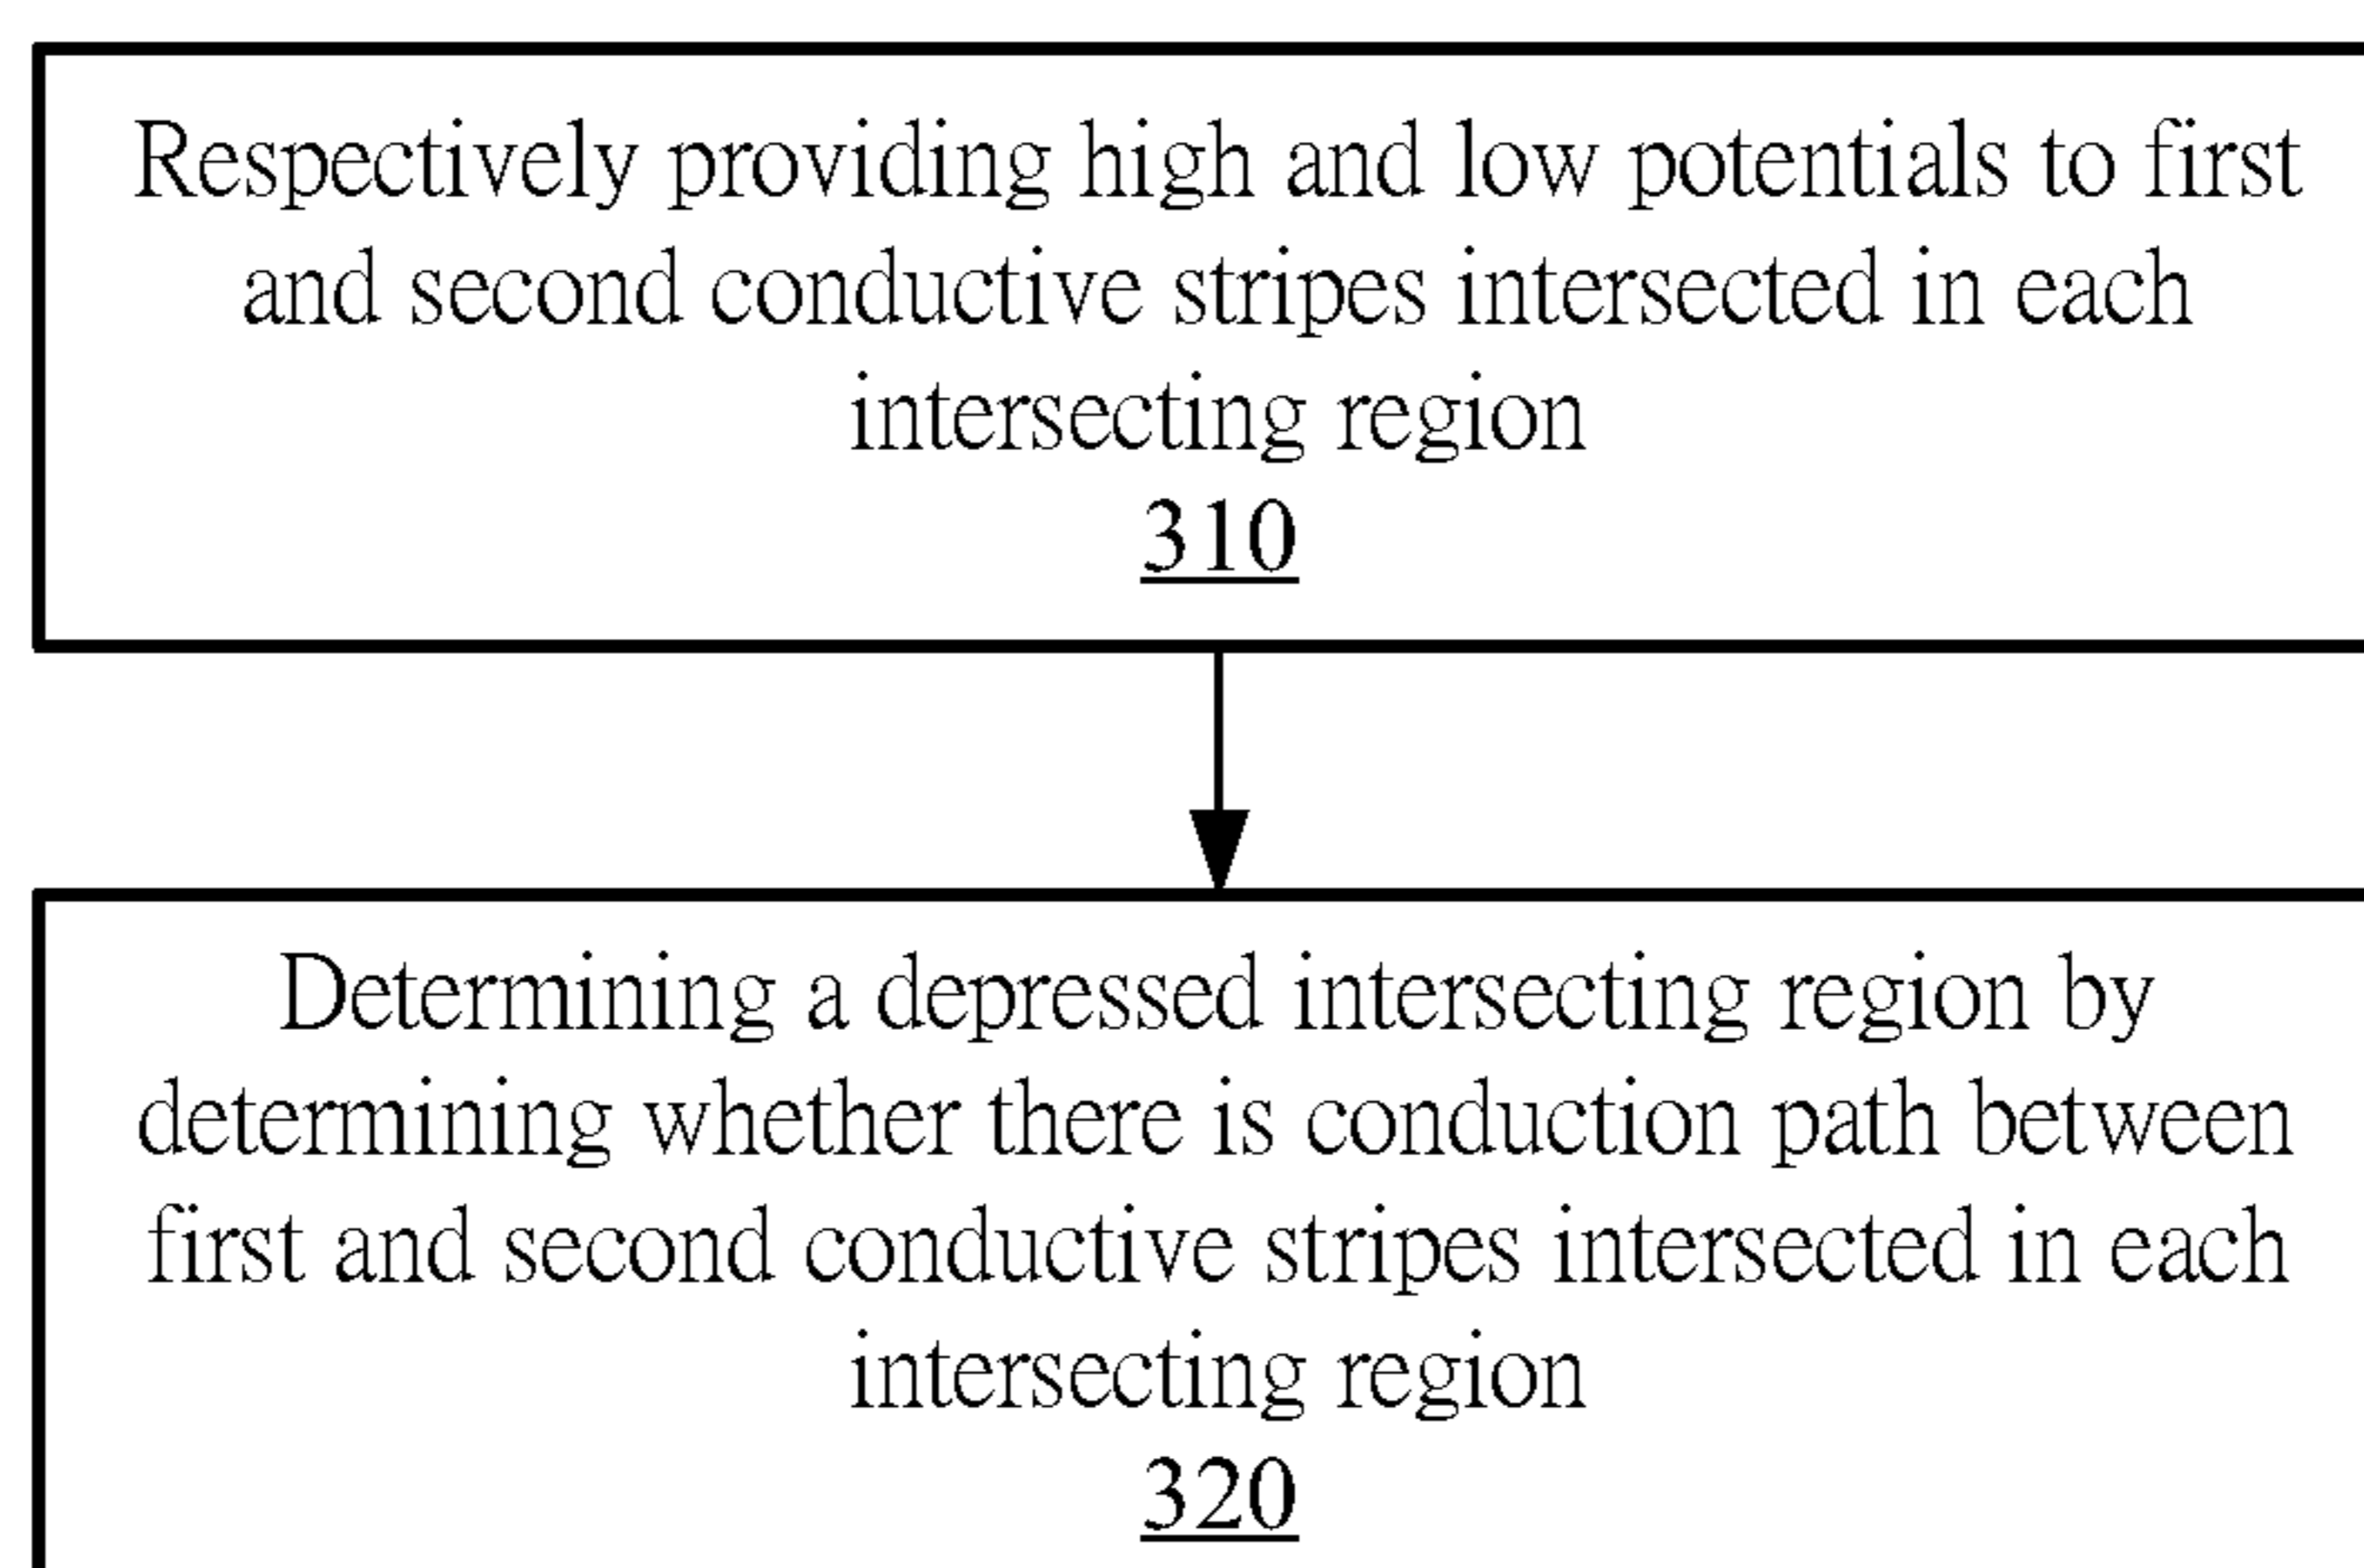 Respectively providing high and low potentials to first
and second conductive stripes intersected in each
intersecting region
310
Determining a depressed intersecting region by
determining whether there is conduction path between
first and second conductive stripes intersected in each
intersecting region
320